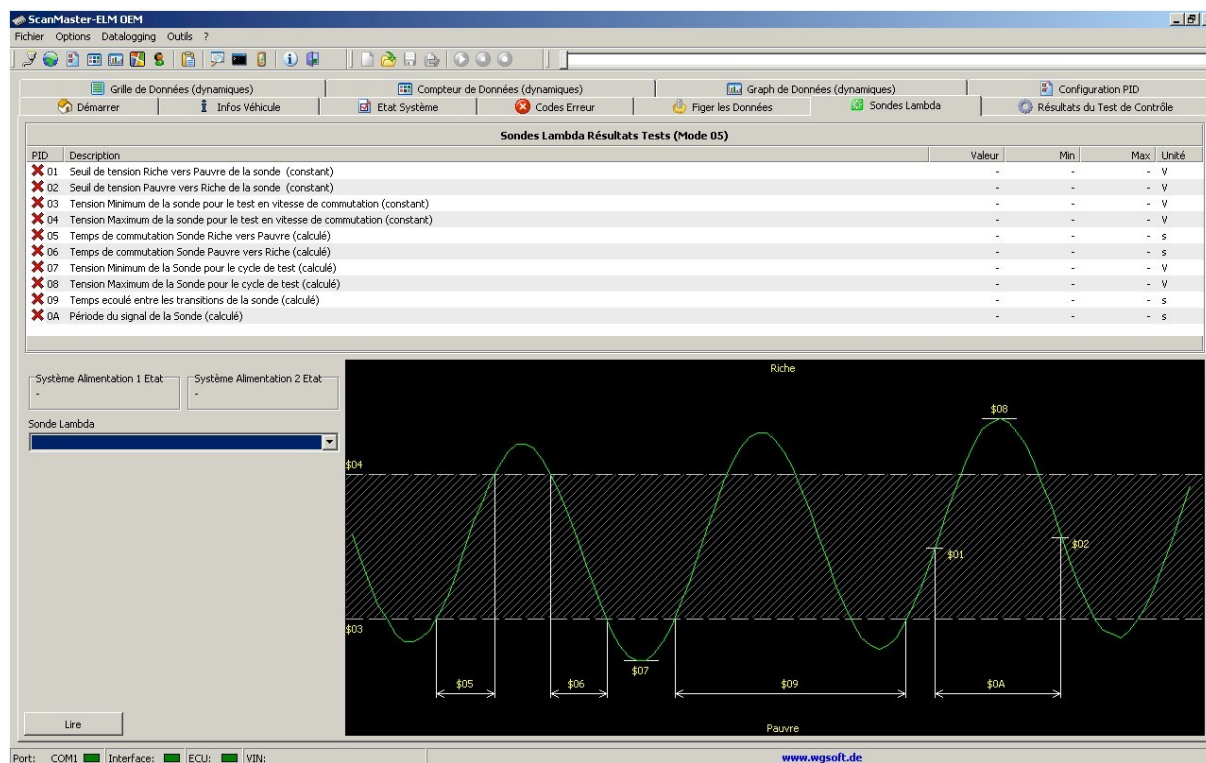 ScanMaster-ELM OEM
Fichier Options Datalogging Outils ?
Grille de Données (dynamiques) Compteur de Données (dynamiques) Graph de Données (dynamiques) Configuration PID
Démarrer Infos Véhicule Etat Système Codes Erreur Figer les Données Sondes Lambda Résultats du Test de Contrôle
Sondes Lambda Résultats Tests (Mode 05)
PID Description Valeur Min Max Unité
01 Seuil de tension Riche vers Pauvre de la sonde (constant) - - - V
02 Seuil de tension Pauvre vers Riche de la sonde (constant) - - - V
03 Tension Minimum de la sonde pour le test en vitesse de commutation (constant) - - - V
04 Tension Maximum de la sonde pour le test en vitesse de commutation (constant) - - - V
05 Temps de commutation Sonde Riche vers Pauvre (calculé) - - - s
06 Temps de commutation Sonde Pauvre vers Riche (calculé) - - - s
07 Tension Minimum de la Sonde pour le cycle de test (calculé) - - - V
08 Tension Maximum de la Sonde pour le cycle de test (calculé) - - - V
09 Temps ecoulé entre les transitions de la sonde (calculé) - - - s
0A Période du signal de la Sonde (calculé) - - - s
Système Alimentation 1 Etat Système Alimentation 2 Etat
- -
Sonde Lambda
Riche
$08
$04
$01
$02
$03
$07
$05 $06 $09 $0A
Pauvre
Lire
Port: COM1 Interface: ECU: VIN: www.wgsoft.de